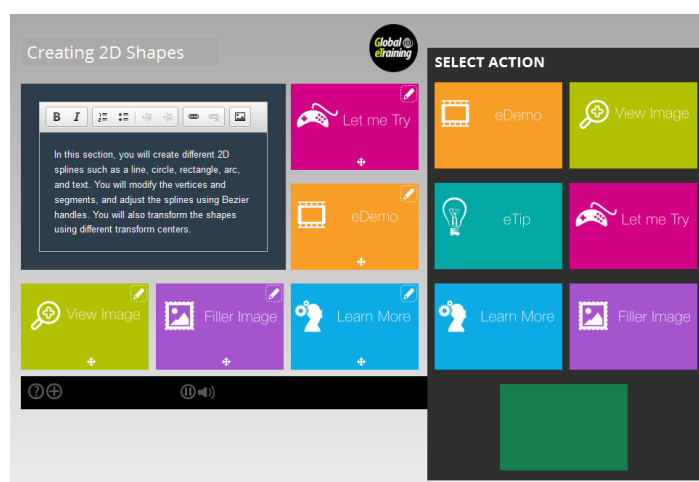 Creating 2D Shapes
Global
eTraining
SELECT ACTION
B I
In this section, you will create different 2D
splines such as a line, circle, rectangle, arc,
and text. You will modify the vertices and
segments, and adjust the splines using Bezier
handles. You will also transform the shapes
using different transform centers.
Let me Try
eDemo
View Image
Filler Image
Learn More
eDemo
View Image
eTip
Let me Try
Learn More
Filler Image